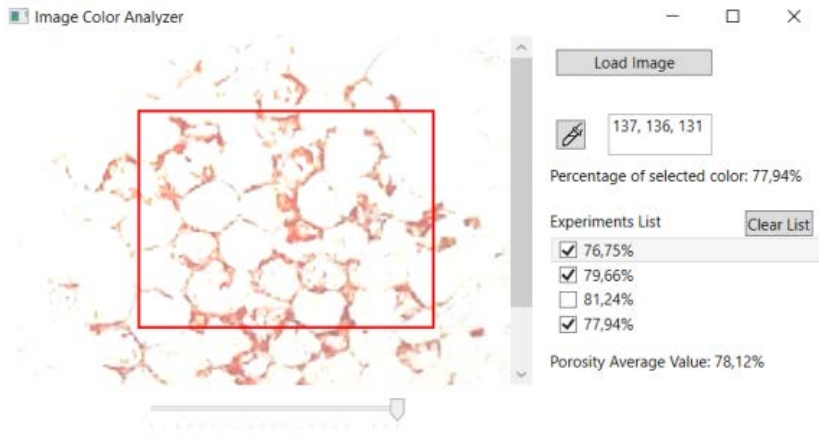 Image Color Analyzer
Load Image
137, 136, 131
Percentage of selected color: 77,94%
Experiments List
Clear List
76,75%
79,66%
81,24%
77,94%
Porosity Average Value: 78,12%